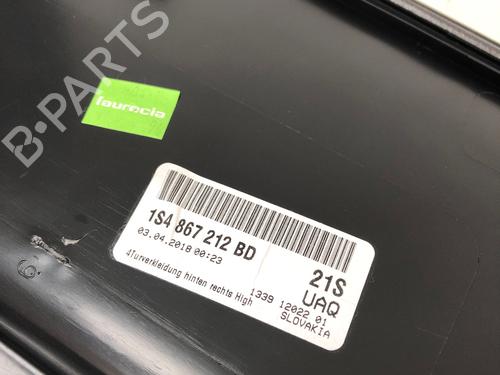 B-PARTS
faurecia
1S4 867 212 BD
03.04.2018 00:23
4Turverkleidung hinten rechts High
21S
UAQ
1339 12022 01
SLOVAKIA